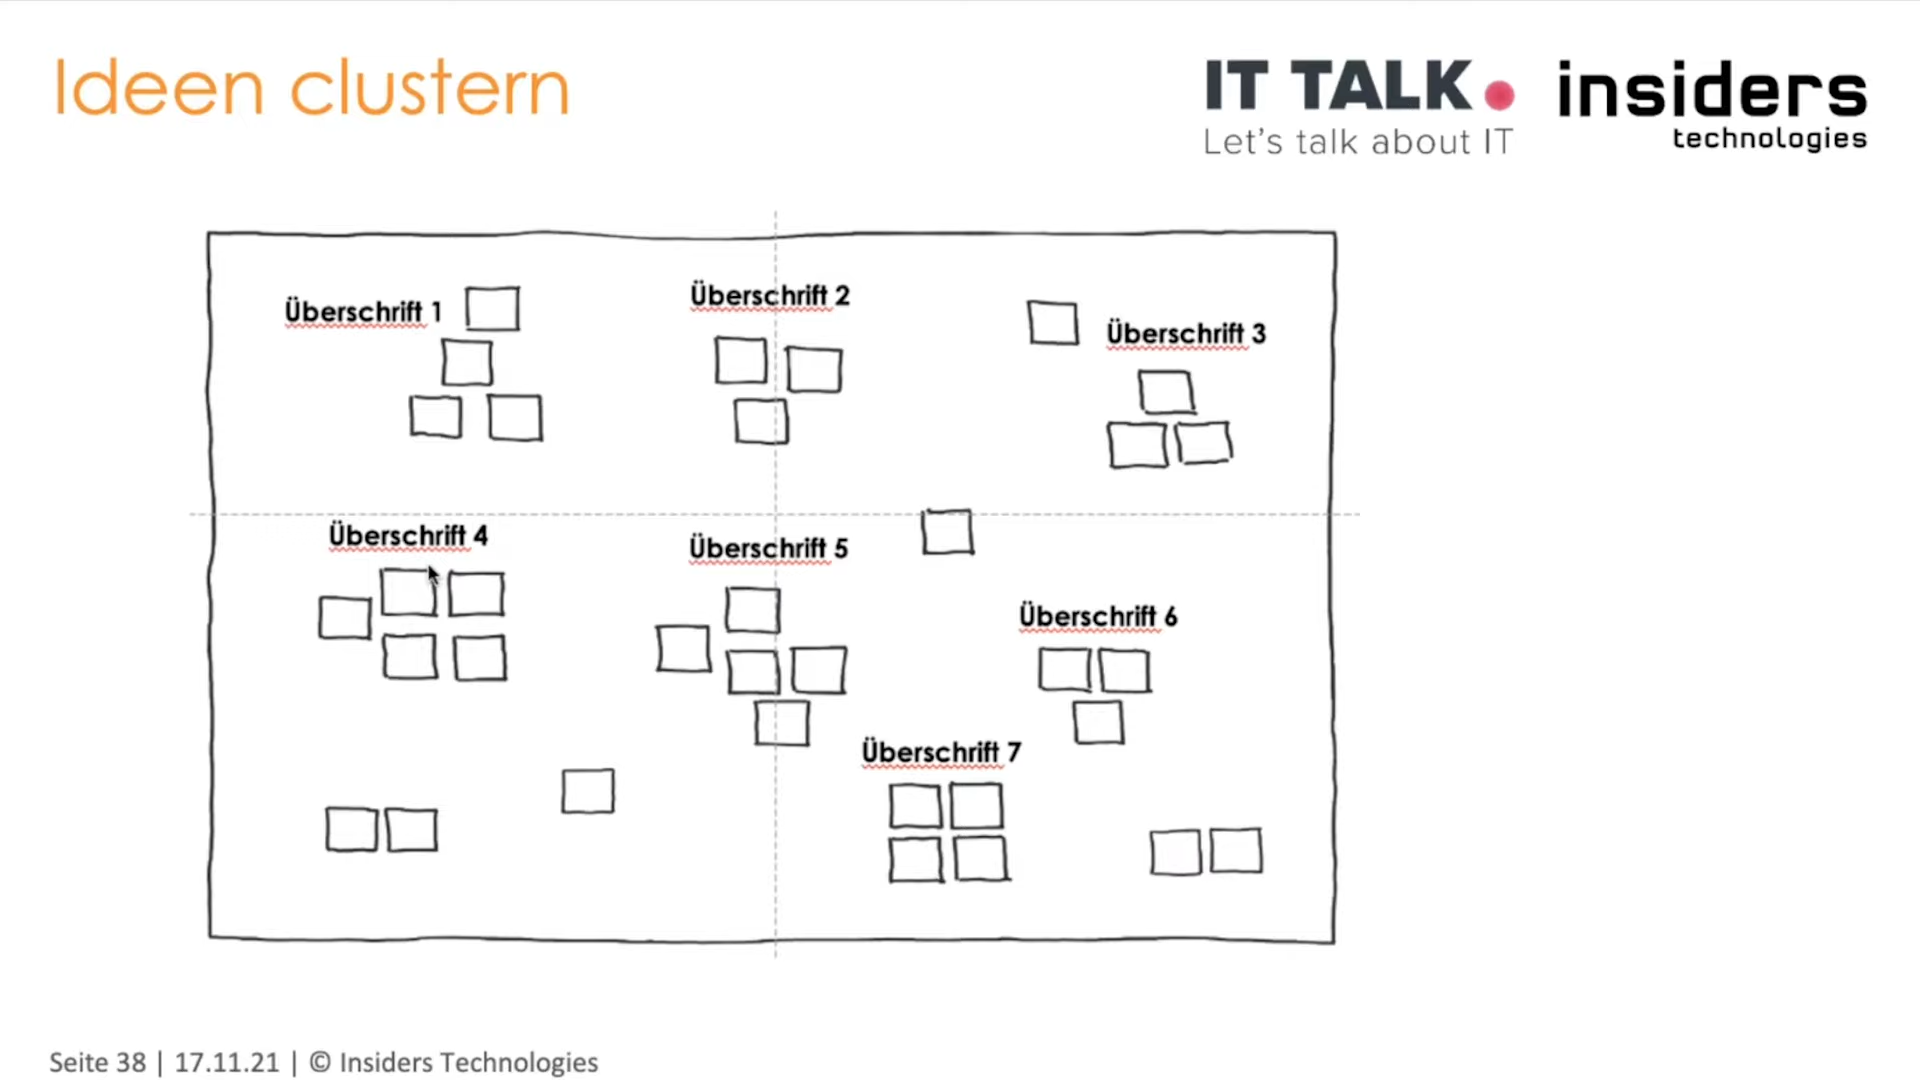 Ideen clustern
IT TALK.
Let's talk about IT
insiders
technologies
Überschrift 1
Überschrift 2
Überschrift 3
Überschrift 4
Überschrift 5
Überschrift 6
Überschrift 7
Seite 38 | 17.11.21 | © Insiders Technologies